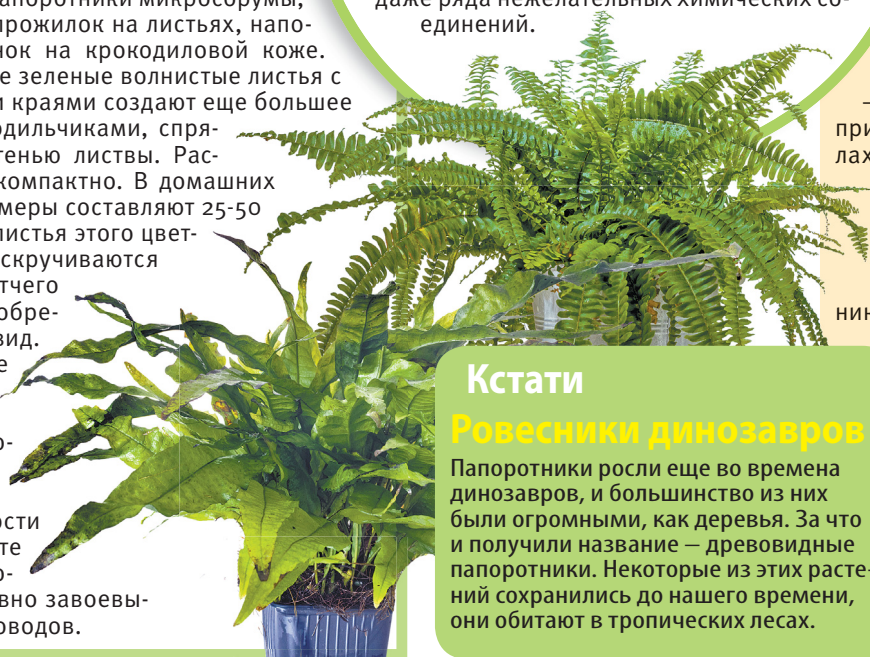 апоротники микросорумы,
прожилок на листьях, напо-
нок на крокодиловой коже.
е зеленые волнистые листья с
и краями создают еще большее
одильчиками, спря-
тенью листвы. Рас-
компактно. В домашних
меры составляют 25-50
листья этого цвет-
скручиваются
тчего
обре-
вид.
е
о-
ости
те
о-
вно завоевы-
оводов.
даже ряда нежелательных химических со-
единений.
–
при
лах
ник
Кстати
Ровесники динозавров
Папоротники росли еще во времена
динозавров, и большинство из них
были огромными, как деревья. За что
и получили название – древовидные
папоротники. Некоторые из этих расте-
ний сохранились до нашего времени,
они обитают в тропических лесах.